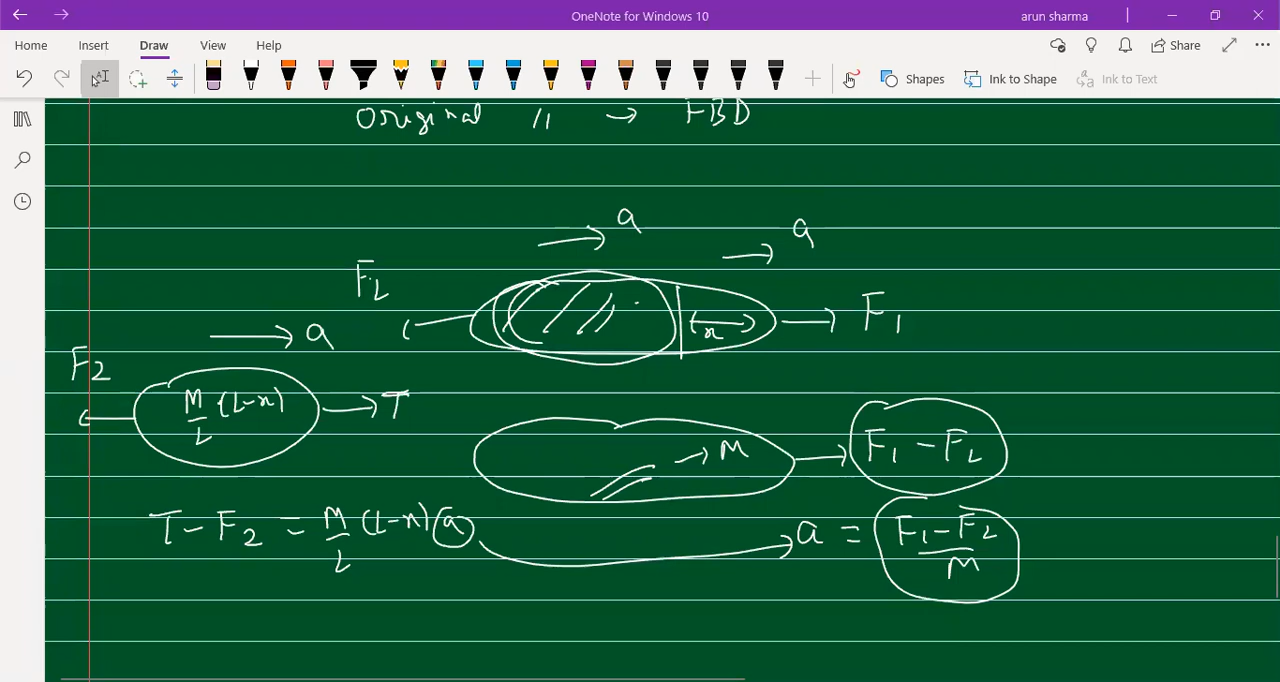 OneNote for Windows 10
arun sharma
Home Insert Draw View Help
Share
Shapes Ink to Shape Ink to Text
Original 11 → FBD
a
a
F2
x
F1
a
F2
M/L (L-x)
T
M
F1 - F2
T - F2 = M/L (L-x) a
a = F1 - F2 / M